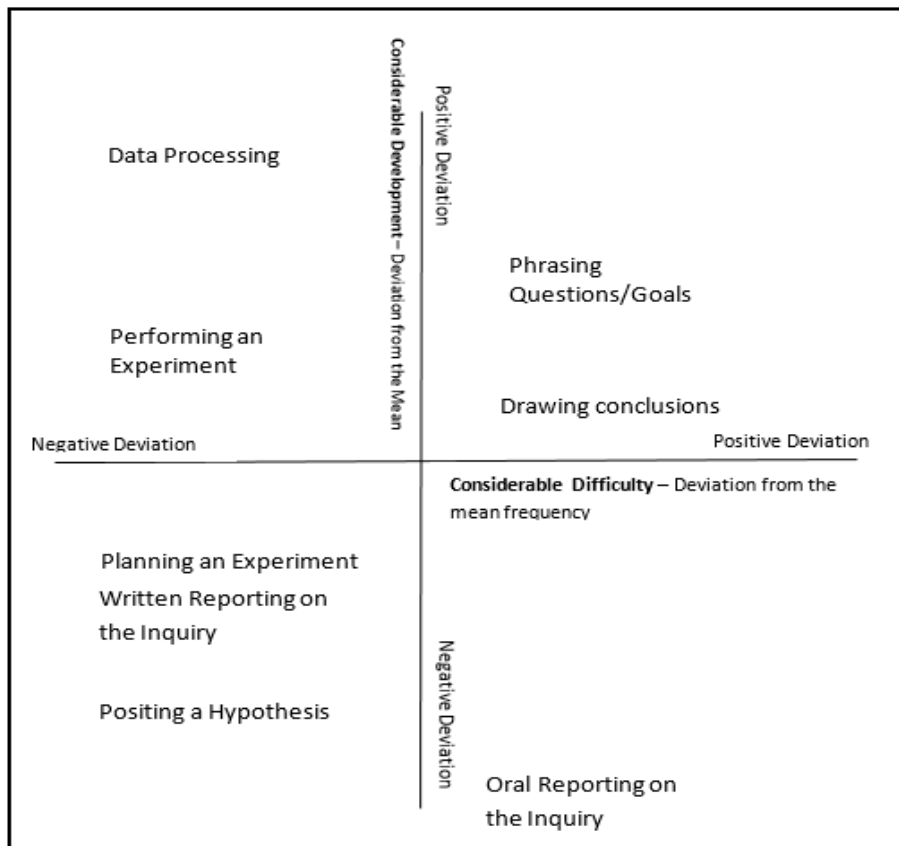 Considerable Development – Deviation from the Mean
Positive Deviation
Data Processing
Phrasing
Questions/Goals
Performing an
Experiment
Drawing conclusions
Negative Deviation
Positive Deviation
Considerable Difficulty – Deviation from the
mean frequency
Planning an Experiment
Written Reporting on
the Inquiry
Negative Deviation
Positing a Hypothesis
Oral Reporting on
the Inquiry